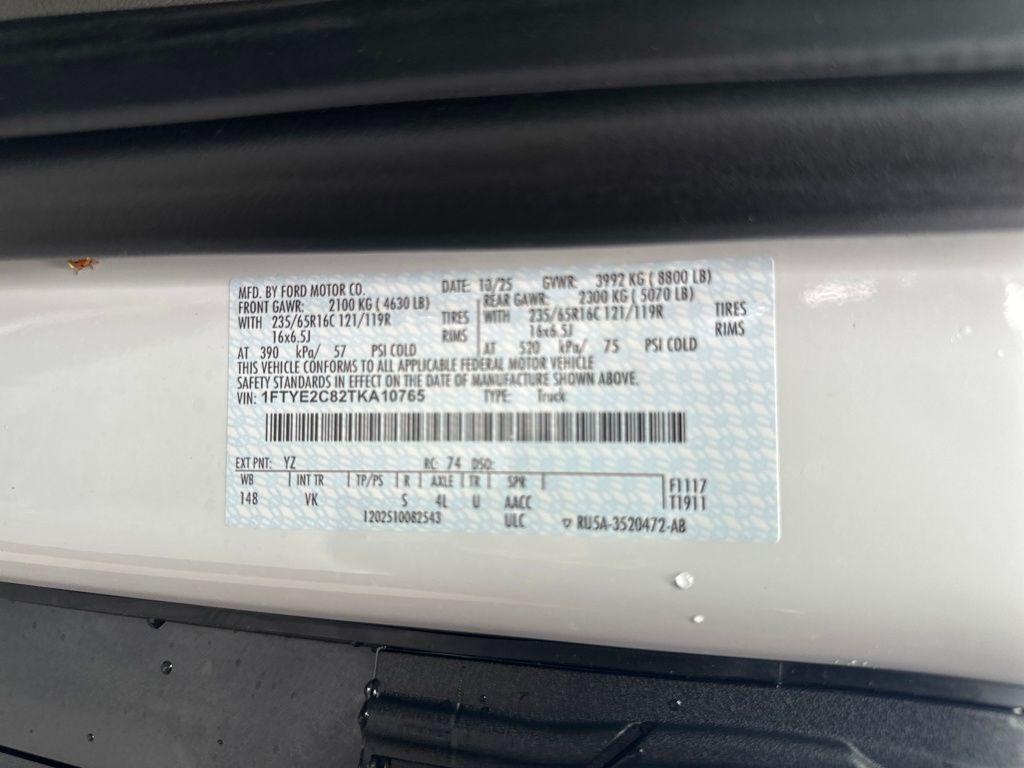 MFD. BY FORD MOTOR CO. DATE: 10/25 GVWR: 3992 KG ( 8800 LB)
FRONT GAWR: 2100 KG ( 4630 LB) REAR GAWR: 2300 KG ( 5070 LB)
WITH 235/65R16C 121/119R TIRES WITH 235/65R16C 121/119R TIRES
16x6.5J RIMS 16x6.5J RIMS
AT 390 kPa/ 57 PSI COLD AT 520 kPa/ 75 PSI COLD
THIS VEHICLE CONFORMS TO ALL APPLICABLE FEDERAL MOTOR VEHICLE
SAFETY STANDARDS IN EFFECT ON THE DATE OF MANUFACTURE SHOWN ABOVE.
VIN: 1FTYE2C82TKA10765 TYPE: Truck
EXT PNT: YZ RC: 74 DSO:
WB INT TR TP/PS R AXLE TR SPR F1117
148 VK S 4L U AACC T1911
1202510082543 ULC RU5A-3520472-AB